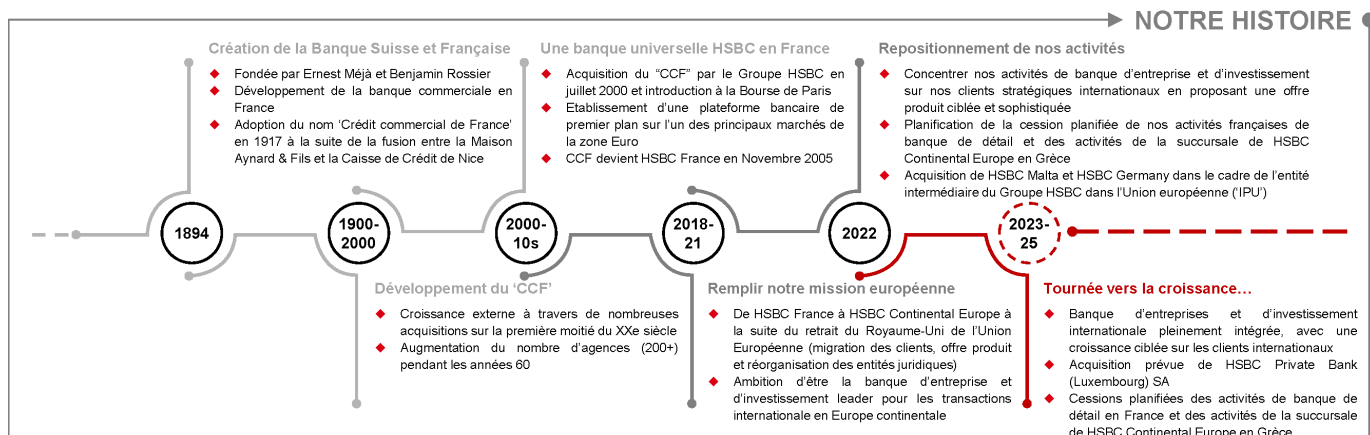 NOTRE HISTOIRE
Création de la Banque Suisse et Française
◆ Fondée par Ernest Méjà et Benjamin Rossier
◆ Développement de la banque commerciale en
France
◆ Adoption du nom ‘Crédit commercial de France’
en 1917 à la suite de la fusion entre la Maison
Aynard & Fils et la Caisse de Crédit de Nice
Une banque universelle HSBC en France
◆ Acquisition du “CCF” par le Groupe HSBC en
juillet 2000 et introduction à la Bourse de Paris
◆ Etablissement d’une plateforme bancaire de
premier plan sur l’un des principaux marchés de
la zone Euro
◆ CCF devient HSBC France en Novembre 2005
Repositionnement de nos activités
◆ Concentrer nos activités de banque d’entreprise et d’investissement
sur nos clients stratégiques internationaux en proposant une offre
produit ciblée et sophistiquée
◆ Planification de la cession planifiée de nos activités françaises de
banque de détail et des activités de la succursale de HSBC
Continental Europe en Grèce
◆ Acquisition de HSBC Malta et HSBC Germany dans le cadre de l’entité
intermédiaire du Groupe HSBC dans l’Union européenne (‘IPU’)
1894
1900-
2000
2000-
10s
2018-
21
2022
2023-
25
Développement du ‘CCF’
◆ Croissance externe à travers de nombreuses
acquisitions sur la première moitié du XXe siècle
◆ Augmentation du nombre d’agences (200+)
pendant les années 60
Remplir notre mission européenne
◆ De HSBC France à HSBC Continental Europe à
la suite du retrait du Royaume-Uni de l’Union
Européenne (migration des clients, offre produit
et réorganisation des entités juridiques)
◆ Ambition d’être la banque d’entreprise et
d’investissement leader pour les transactions
internationale en Europe continentale
Tournée vers la croissance…
◆ Banque d’entreprises et d’investissement
internationale pleinement intégrée, avec une
croissance ciblée sur les clients internationaux
◆ Acquisition prévue de HSBC Private Bank
(Luxembourg) SA
◆ Cessions planifiées des activités de banque de
détail en France et des activités de la succursale
de HSBC Continental Europe en Grèce